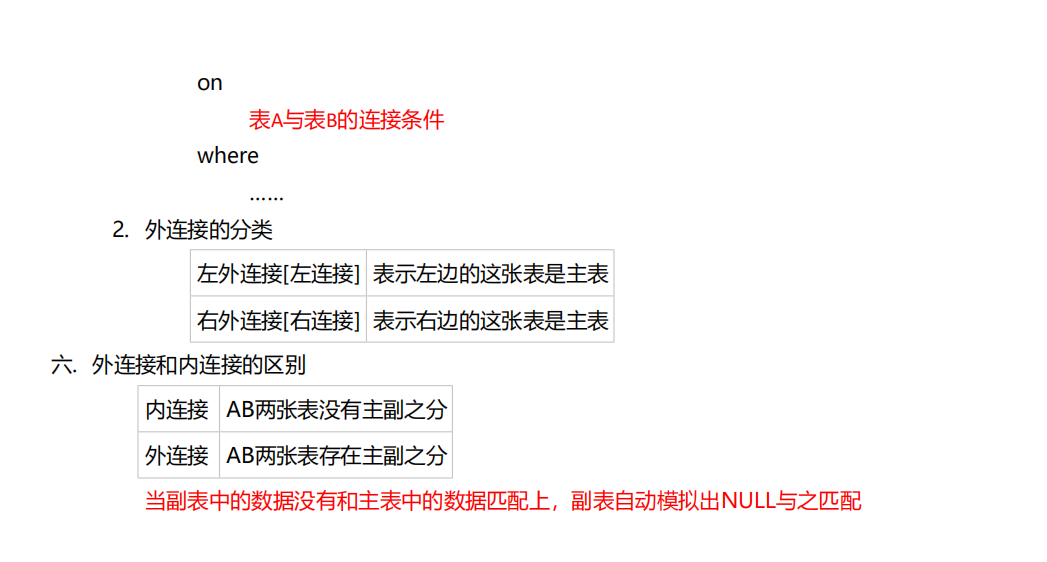 on
表A与表B的连接条件
where
……
2. 外连接的分类
左外连接[左连接] 表示左边的这张表是主表
右外连接[右连接] 表示右边的这张表是主表
六. 外连接和内连接的区别
内连接 AB两张表没有主副之分
外连接 AB两张表存在主副之分
当副表中的数据没有和主表中的数据匹配上，副表自动模拟出NULL与之匹配